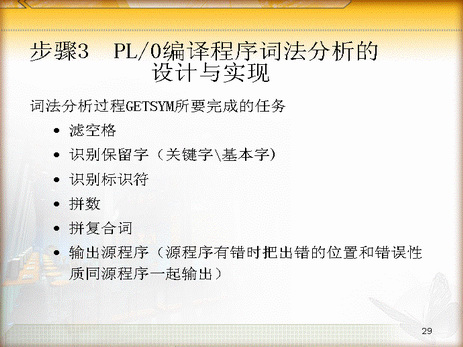 步骤3 PL/0编译程序词法分析的
设计与实现
词法分析过程GETSYM所要完成的任务
• 滤空格
• 识别保留字（关键字\基本字)
• 识别标识符
• 拼数
• 拼复合词
• 输出源程序（源程序有错时把出错的位置和错误性
质同源程序一起输出）
29